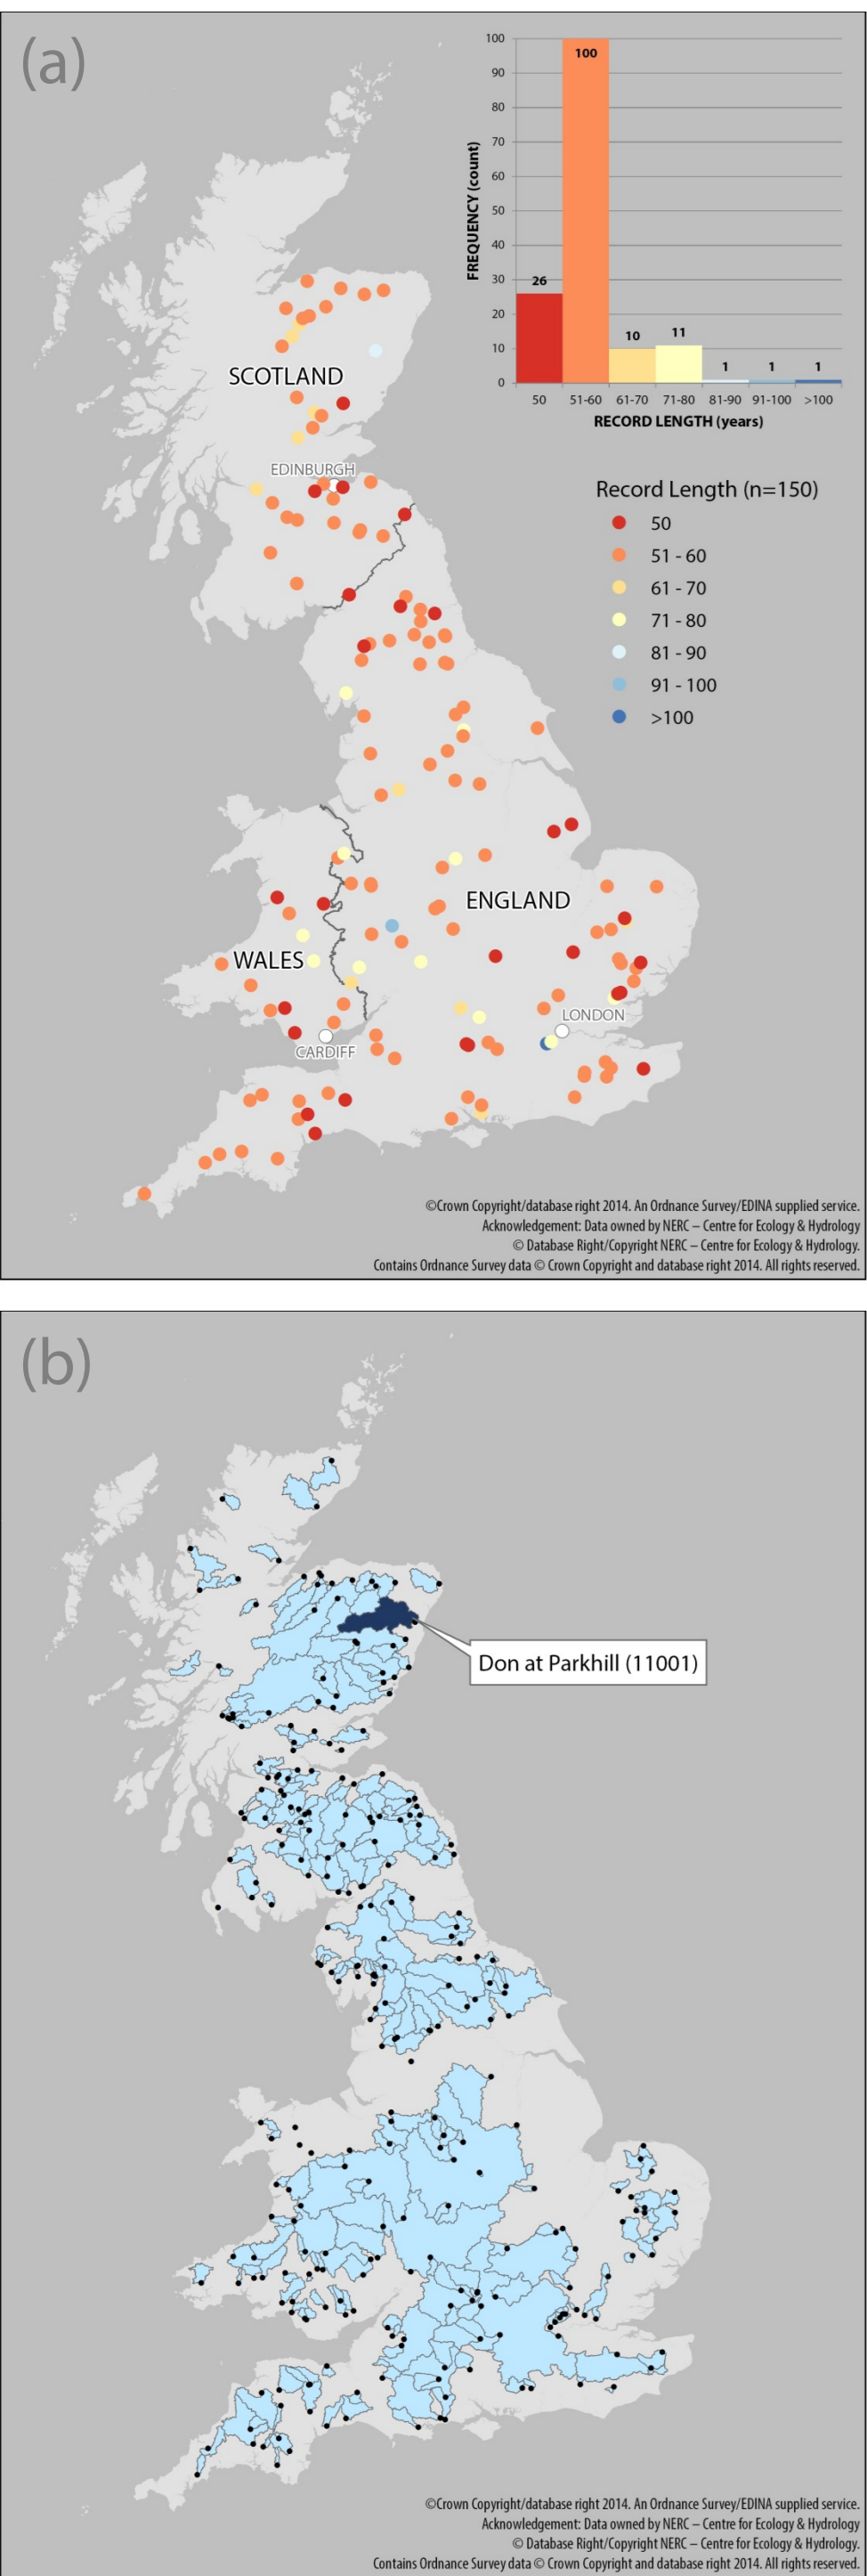 (a)
100
90
80
70
60
50
40
30
20
10
0
FREQUENCY (count)
26
100
10
11
1
1
1
50 51-60 61-70 71-80 81-90 91-100 >100
RECORD LENGTH (years)
Record Length (n=150)
50
51 - 60
61 - 70
71 - 80
81 - 90
91 - 100
>100
SCOTLAND
EDINBURGH
ENGLAND
WALES
LONDON
CARDIFF
©Crown Copyright/database right 2014. An Ordnance Survey/EDINA supplied service.
Acknowledgement: Data owned by NERC – Centre for Ecology & Hydrology
© Database Right/Copyright NERC – Centre for Ecology & Hydrology.
Contains Ordnance Survey data © Crown Copyright and database right 2014. All rights reserved.
(b)
Don at Parkhill (11001)
©Crown Copyright/database right 2014. An Ordnance Survey/EDINA supplied service.
Acknowledgement: Data owned by NERC – Centre for Ecology & Hydrology
© Database Right/Copyright NERC – Centre for Ecology & Hydrology.
Contains Ordnance Survey data © Crown Copyright and database right 2014. All rights reserved.